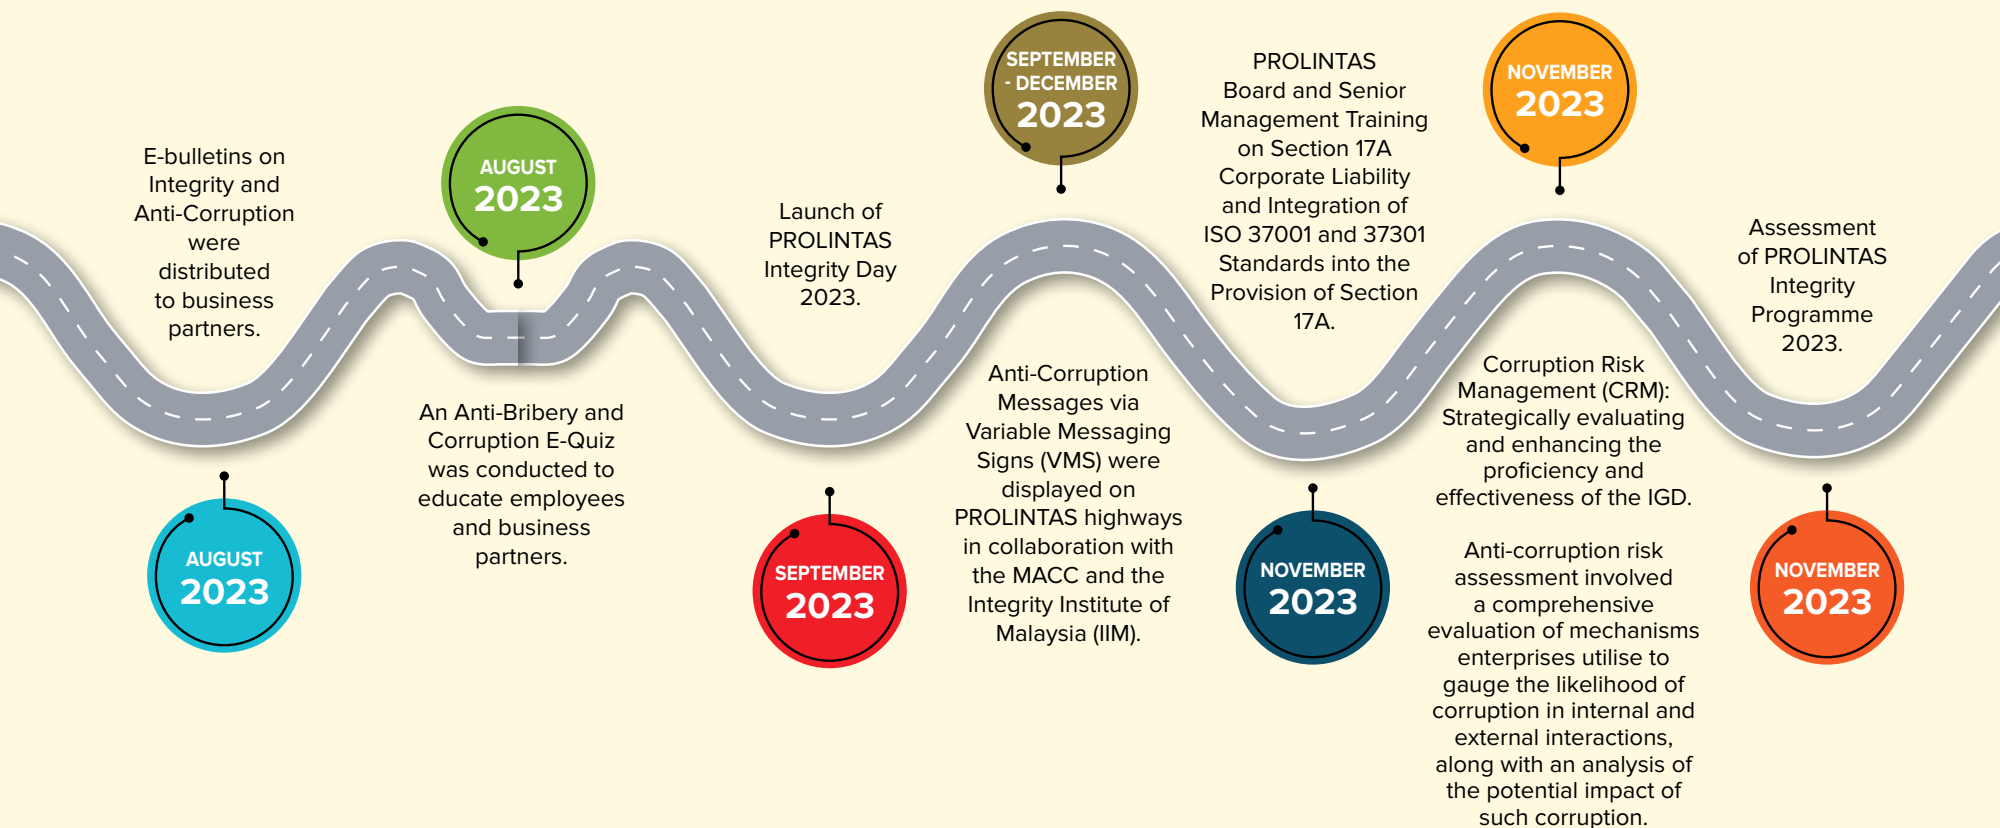 E-bulletins on
Integrity and
Anti-Corruption
were
distributed
to business
partners.
AUGUST
2023
AUGUST
2023
An Anti-Bribery and
Corruption E-Quiz
was conducted to
educate employees
and business
partners.
Launch of
PROLINTAS
Integrity Day
2023.
SEPTEMBER
2023
SEPTEMBER
- DECEMBER
2023
Anti-Corruption
Messages via
Variable Messaging
Signs (VMS) were
displayed on
PROLINTAS highways
in collaboration with
the MACC and the
Integrity Institute of
Malaysia (IIM).
PROLINTAS
Board and Senior
Management Training
on Section 17A
Corporate Liability
and Integration of
ISO 37001 and 37301
Standards into the
Provision of Section
17A.
NOVEMBER
2023
NOVEMBER
2023
Corruption Risk
Management (CRM):
Strategically evaluating
and enhancing the
proficiency and
effectiveness of the IGD.
Anti-corruption risk
assessment involved
a comprehensive
evaluation of mechanisms
enterprises utilise to
gauge the likelihood of
corruption in internal and
external interactions,
along with an analysis of
the potential impact of
such corruption.
Assessment
of PROLINTAS
Integrity
Programme
2023.
NOVEMBER
2023